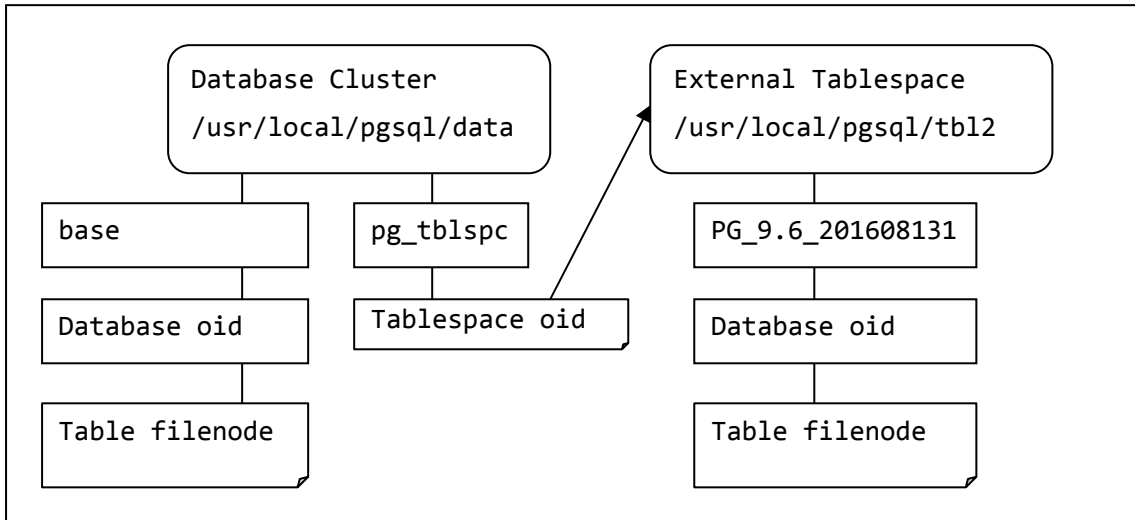 Database Cluster
/usr/local/pgsql/data
External Tablespace
/usr/local/pgsql/tbl2
base
pg_tblspc
PG_9.6_201608131
Database oid
Tablespace oid
Database oid
Table filenode
Table filenode